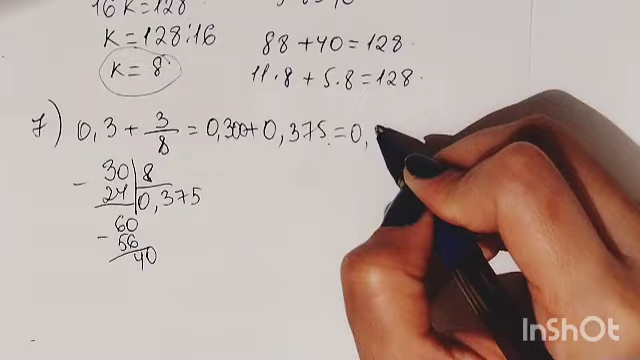 16K=128
K=128:16
88+40=128.
K=8
11·8+5·8=128.
7) 0,3+3/8=0,300+0,375.=0,
- 30|8
24|0,375
60
-56
40
InShOt